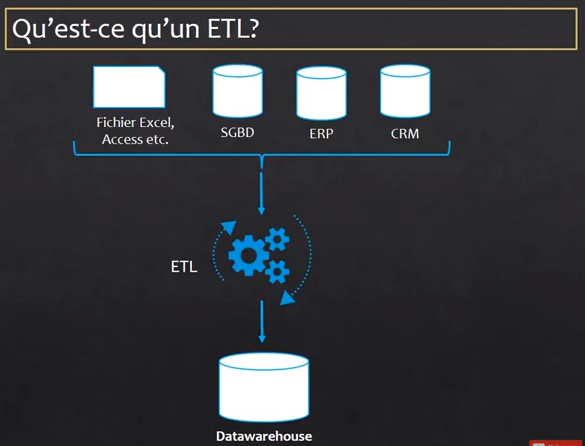 Qu'est-ce qu'un ETL?
Fichier Excel,
Access etc.
SGBD
ERP
CRM
ETL
Datawarehouse